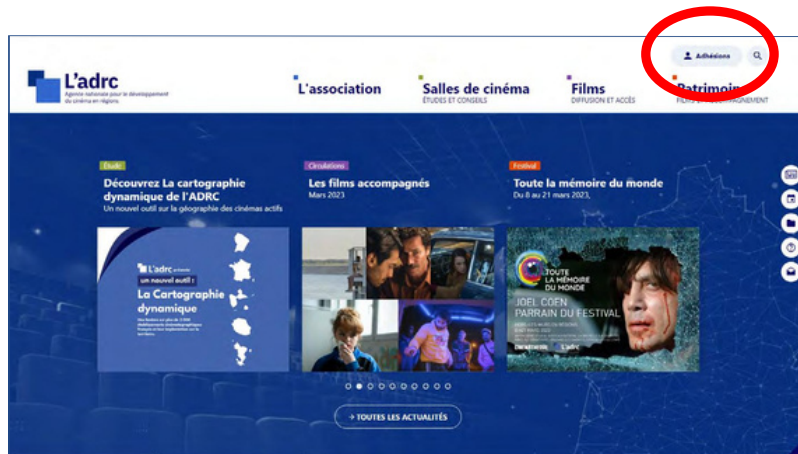 Adhésions
L'adrc
Agence nationale pour le développement
du cinéma en régions.
L'association
Salles de cinéma
ÉTUDES ET CONSEILS
Films
DIFFUSION ET ACCÈS
Patrimoine
Étude
Découvrez La cartographie
dynamique de l'ADRC
Un nouvel outil sur la géographie des cinémas actifs
Circulations
Les films accompagnés
Mars 2023
Festival
Toute la mémoire du monde
Du 8 au 21 mars 2023,
L'adrc présente
un nouvel outil !
La Cartographie
dynamique
TOUTE
LA MÉMOIRE
DU MONDE
JOEL COEN
PARRAIN DU FESTIVAL
L'adrc
→ TOUTES LES ACTUALITÉS